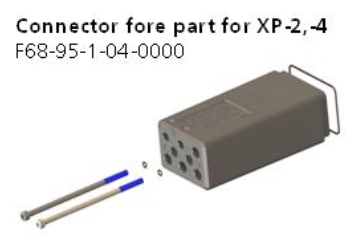 Connector fore part for XP-2,-4
F68-95-1-04-0000